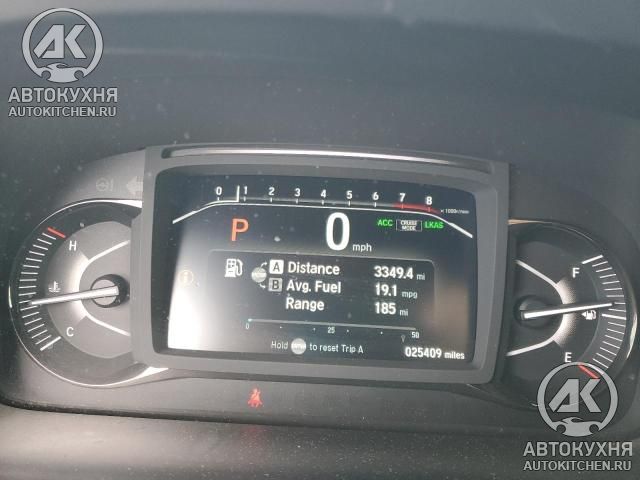 АК
АВТОКУХНЯ
AUTOKITCHEN.RU
0 1 2 3 4 5 6 7 8 x 1000r/min
P 0 mph
ACC CRUISE MODE LKAS
A Distance 3349.4 mi
B Avg. Fuel 19.1 mpg
Range 185 mi
0 25 50
Hold to reset Trip A
025409 miles
H
C
F
E
АК
АВТОКУХНЯ
AUTOKITCHEN.RU